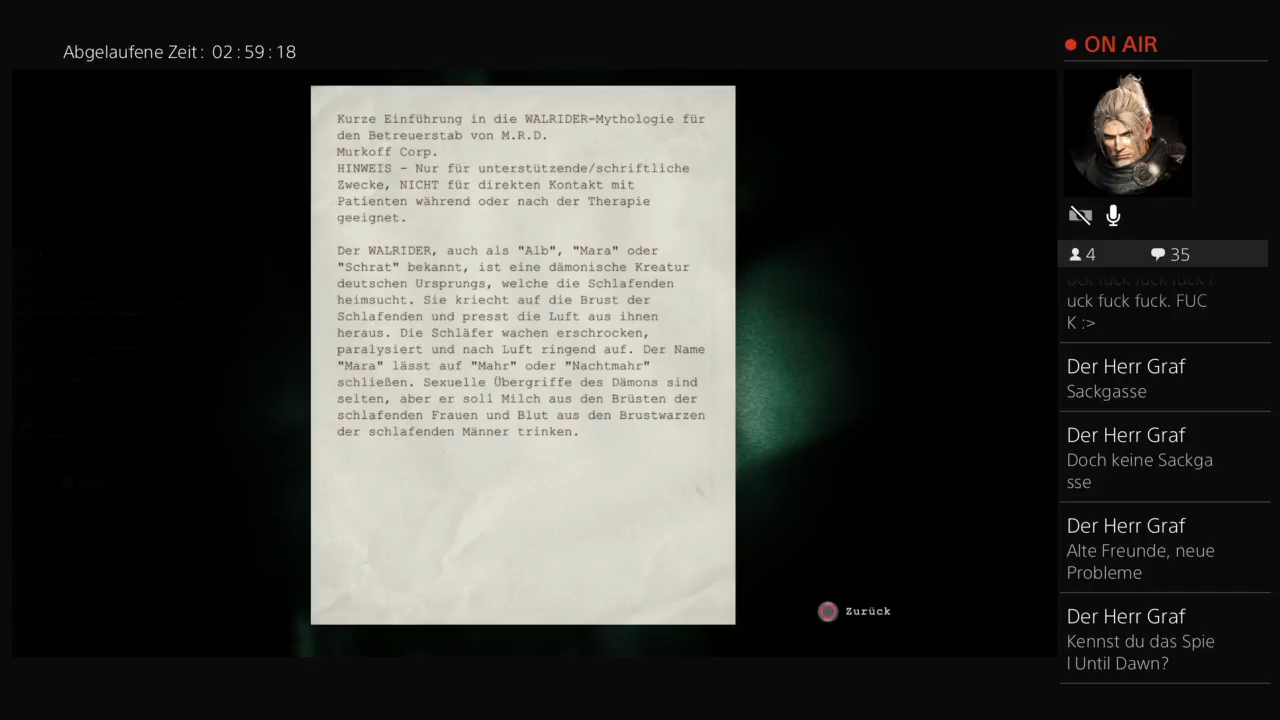 Abgelaufene Zeit: 02:59:18
ON AIR
Kurze Einführung in die WALRIDER-Mythologie für
den Betreuerstab von M.R.D.
Murkoff Corp.
HINWEIS - Nur für unterstützende/schriftliche
Zwecke, NICHT für direkten Kontakt mit
Patienten während oder nach der Therapie
geeignet.
Der WALRIDER, auch als "Alb", "Mara" oder
"Schrat" bekannt, ist eine dämonische Kreatur
deutschen Ursprungs, welche die Schlafenden
heimsucht. Sie kriecht auf die Brust der
Schlafenden und presst die Luft aus ihnen
heraus. Die Schläfer wachen erschrocken,
paralysiert und nach Luft ringend auf. Der Name
"Mara" lässt auf "Mahr" oder "Nachtmahr"
schließen. Sexuelle Übergriffe des Dämons sind
selten, aber er soll Milch aus den Brüsten der
schlafenden Frauen und Blut aus den Brustwarzen
der schlafenden Männer trinken.
Zurück
4
35
uck fuck fuck fuck f
uck fuck fuck. FUC
K :>
Der Herr Graf
Sackgasse
Der Herr Graf
Doch keine Sackga
sse
Der Herr Graf
Alte Freunde, neue
Probleme
Der Herr Graf
Kennst du das Spie
l Until Dawn?